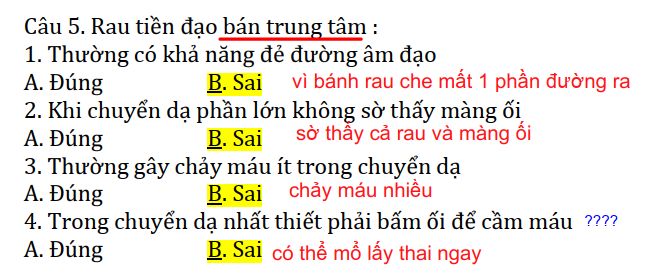 Câu 5. Rau tiền đạo bán trung tâm :
1. Thường có khả năng đẻ đường âm đạo
A. Đúng B. Sai vì bánh rau che mất 1 phần đường ra
2. Khi chuyển dạ phần lớn không sờ thấy màng ối
A. Đúng B. Sai sờ thấy cả rau và màng ối
3. Thường gây chảy máu ít trong chuyển dạ
A. Đúng B. Sai chảy máu nhiều
4. Trong chuyển dạ nhất thiết phải bấm ối để cầm máu ????
A. Đúng B. Sai có thể mổ lấy thai ngay